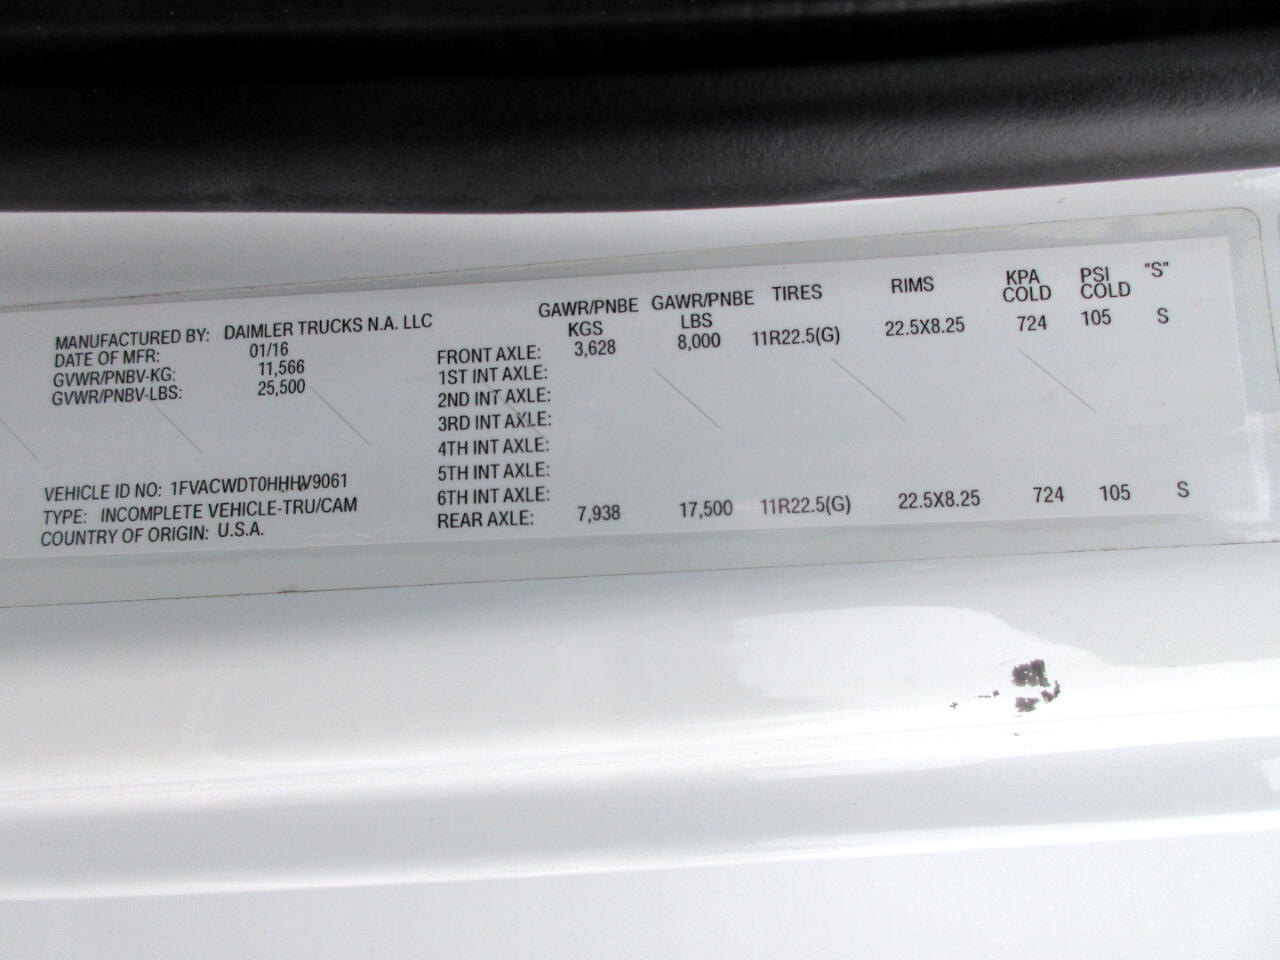 MANUFACTURED BY: DAIMLER TRUCKS N.A. LLC
DATE OF MFR: 01/16
GVWR/PNBV-KG: 11,566
GVWR/PNBV-LBS: 25,500
VEHICLE ID NO: 1FVACWDT0HHHV9061
TYPE: INCOMPLETE VEHICLE-TRU/CAM
COUNTRY OF ORIGIN: U.S.A.
GAWR/PNBE GAWR/PNBE TIRES RIMS KPA PSI "S"
KGS LBS COLD COLD
FRONT AXLE: 3,628 8,000 11R22.5(G) 22.5X8.25 724 105 S
1ST INT AXLE:
2ND INT AXLE:
3RD INT AXLE:
4TH INT AXLE:
5TH INT AXLE:
6TH INT AXLE:
REAR AXLE: 7,938 17,500 11R22.5(G) 22.5X8.25 724 105 S